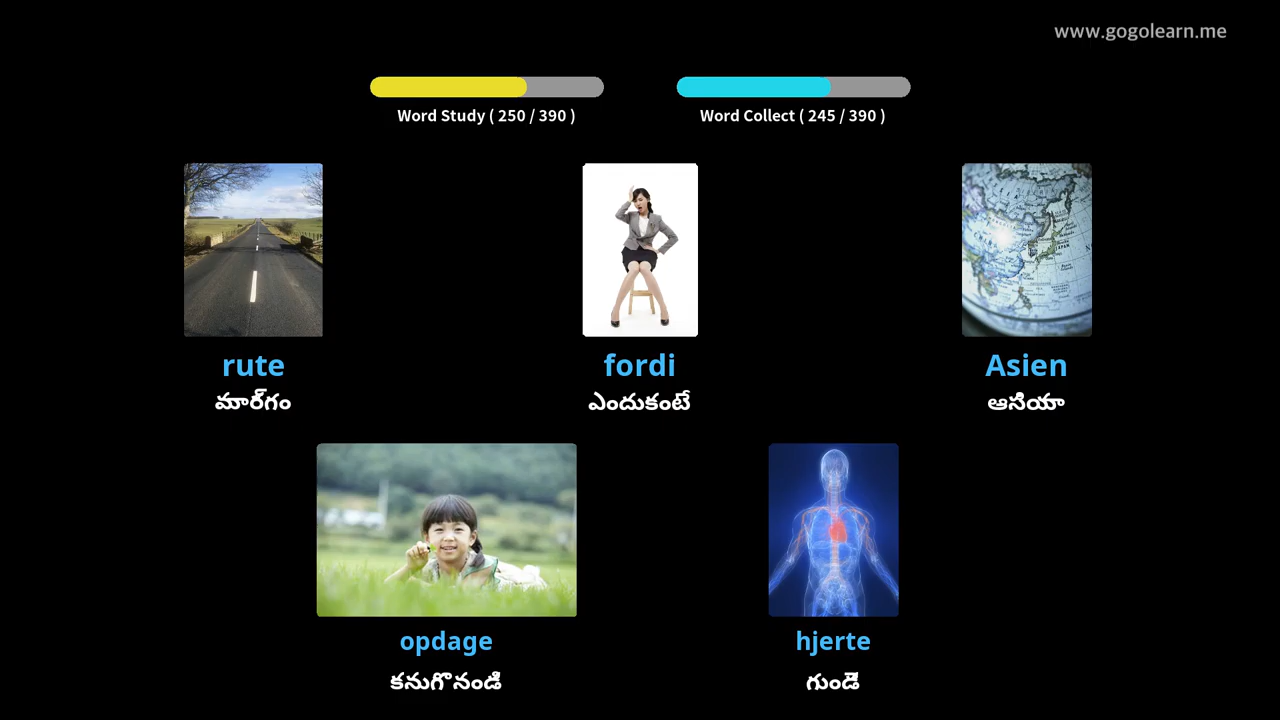 www.gogolearn.me
Word Study ( 250 / 390 )
Word Collect ( 245 / 390 )
rute
మార్గం
fordi
ఎందుకంటే
Asien
ఆసియా
opdage
కనుగొనండి
hjerte
గుండె